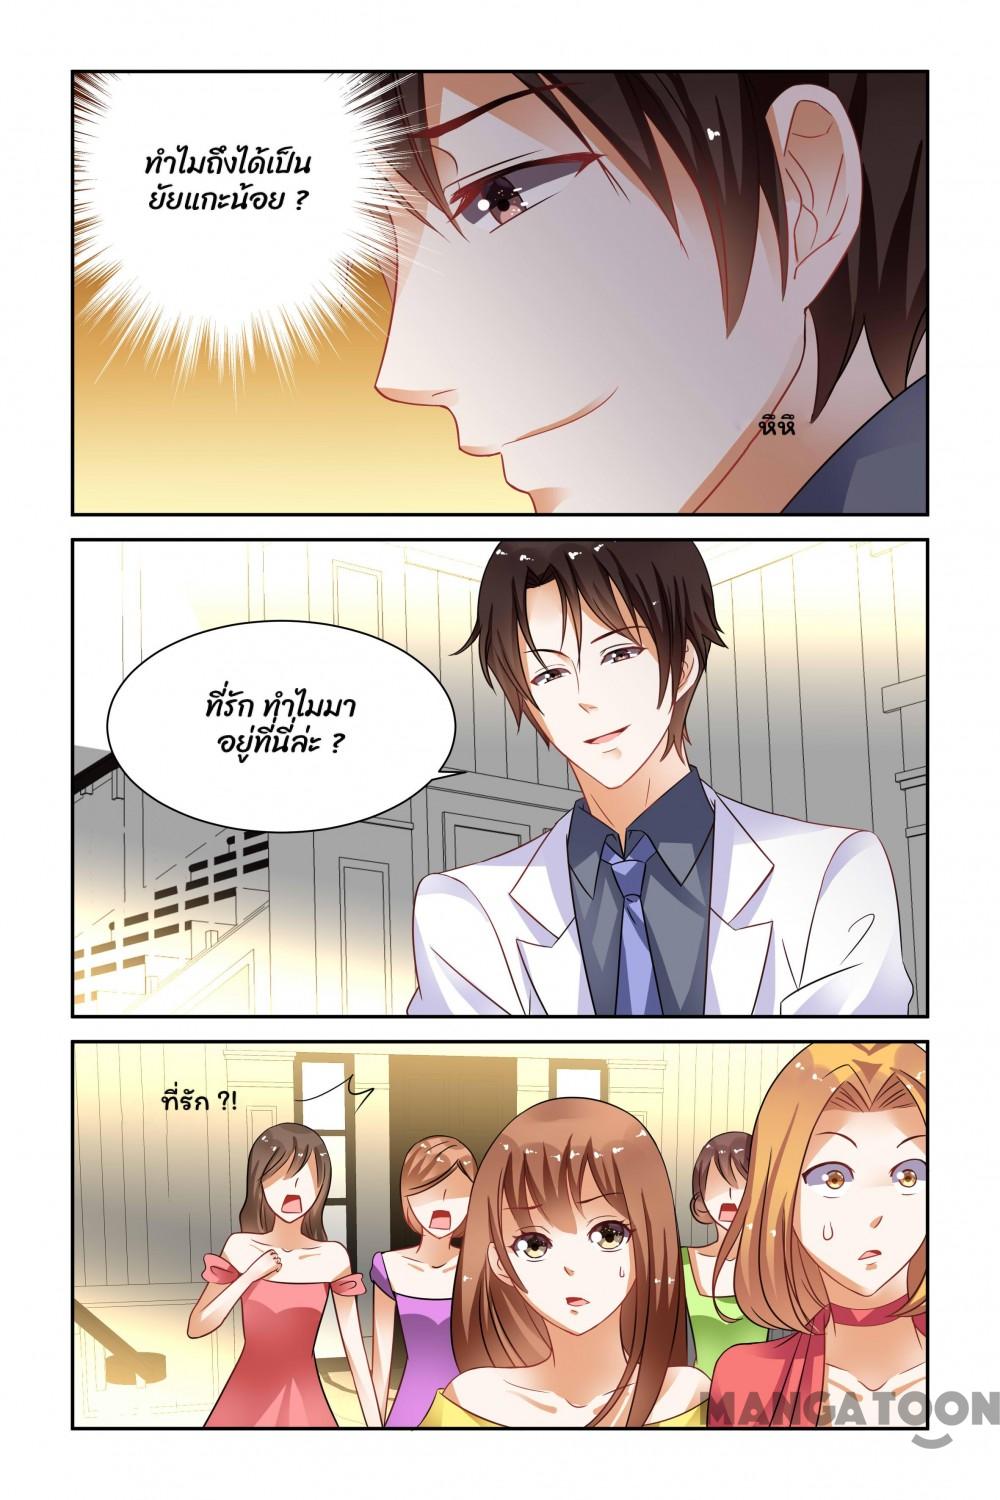 ทำไมถึงได้เป็น
ยัยแกะน้อย ?
หึหึ
ที่รัก ทำไมมา
อยู่ที่นี่ล่ะ ?
ที่รัก ?!
MANGATOON